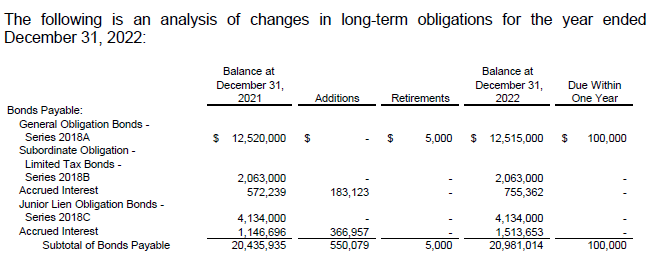 The following is an analysis of changes in long-term obligations for the year ended
December 31, 2022:
Balance at Balance at
December 31, December 31, Due Within
2021 Additions Retirements 2022 One Year
Bonds Payable:
General Obligation Bonds -
Series 2018A $ 12,520,000 $ - $ 5,000 $ 12,515,000 $ 100,000
Subordinate Obligation -
Limited Tax Bonds -
Series 2018B 2,063,000 - - 2,063,000 -
Accrued Interest 572,239 183,123 - 755,362 -
Junior Lien Obligation Bonds -
Series 2018C 4,134,000 - - 4,134,000 -
Accrued Interest 1,146,696 366,957 - 1,513,653 -
Subtotal of Bonds Payable 20,435,935 550,079 5,000 20,981,014 100,000